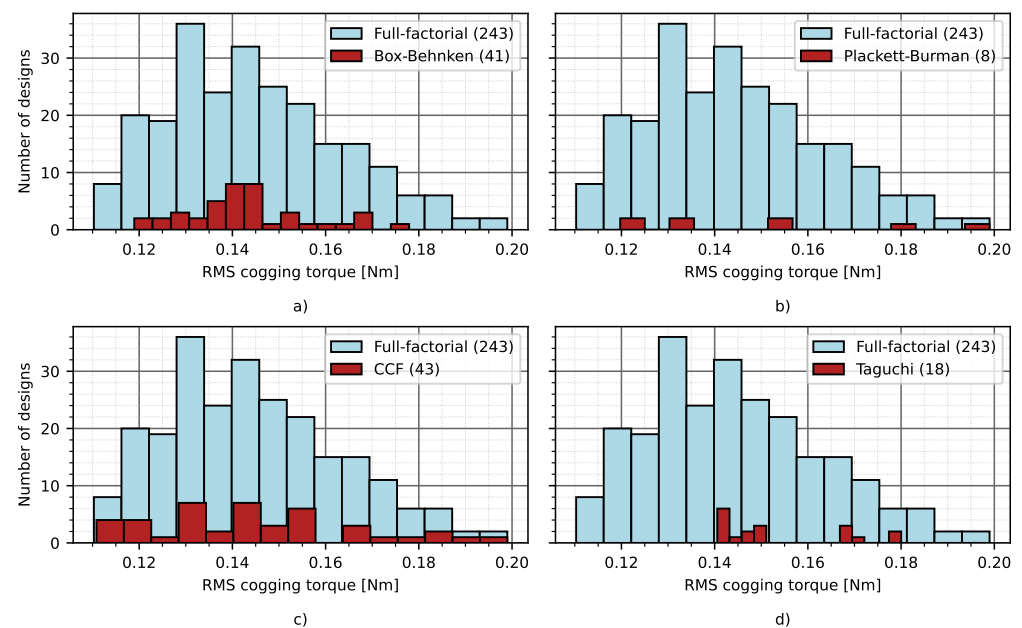 Full-factorial (243)
Box-Behnken (41)
Number of designs
30
20
10
0
0.12 0.14 0.16 0.18 0.20
RMS cogging torque [Nm]
a)
Full-factorial (243)
Plackett-Burman (8)
0.12 0.14 0.16 0.18 0.20
RMS cogging torque [Nm]
b)
Full-factorial (243)
CCF (43)
Number of designs
30
20
10
0
0.12 0.14 0.16 0.18 0.20
RMS cogging torque [Nm]
c)
Full-factorial (243)
Taguchi (18)
0.12 0.14 0.16 0.18 0.20
RMS cogging torque [Nm]
d)